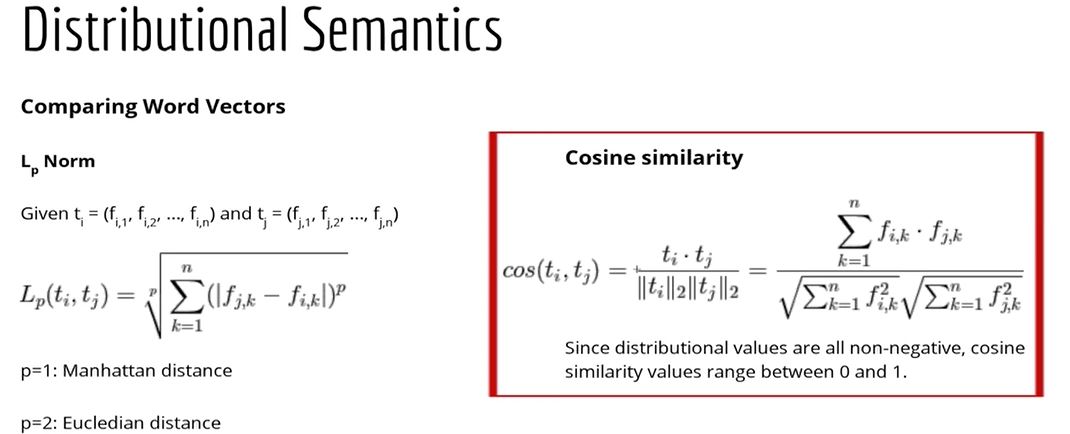 Distributional Semantics
Comparing Word Vectors
L_p Norm
Given t_i = (f_{i,1}, f_{i,2}, ..., f_{i,n}) and t_j = (f_{j,1}, f_{j,2}, ..., f_{j,n})
L_p(t_i, t_j) = \sqrt[p]{\sum_{k=1}^{n} (|f_{j,k} − f_{i,k}|)^p}
p=1: Manhattan distance
p=2: Eucledian distance
Cosine similarity
cos(t_i, t_j) = \frac{t_i · t_j}{||t_i||_2 ||t_j||_2} = \frac{\sum_{k=1}^{n} f_{i,k} · f_{j,k}}{\sqrt{\sum_{k=1}^{n} f_{i,k}^2} \sqrt{\sum_{k=1}^{n} f_{j,k}^2}}
Since distributional values are all non-negative, cosine
similarity values range between 0 and 1.